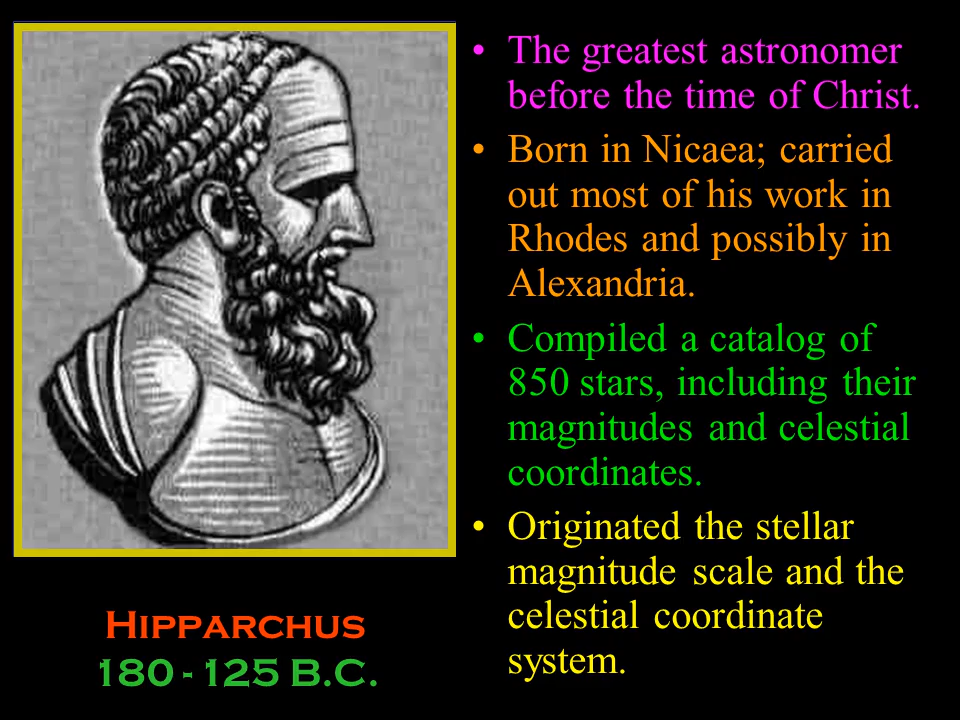 • The greatest astronomer
before the time of Christ.
• Born in Nicaea; carried
out most of his work in
Rhodes and possibly in
Alexandria.
• Compiled a catalog of
850 stars, including their
magnitudes and celestial
coordinates.
• Originated the stellar
magnitude scale and the
celestial coordinate
system.
Hipparchus
180 - 125 B.C.